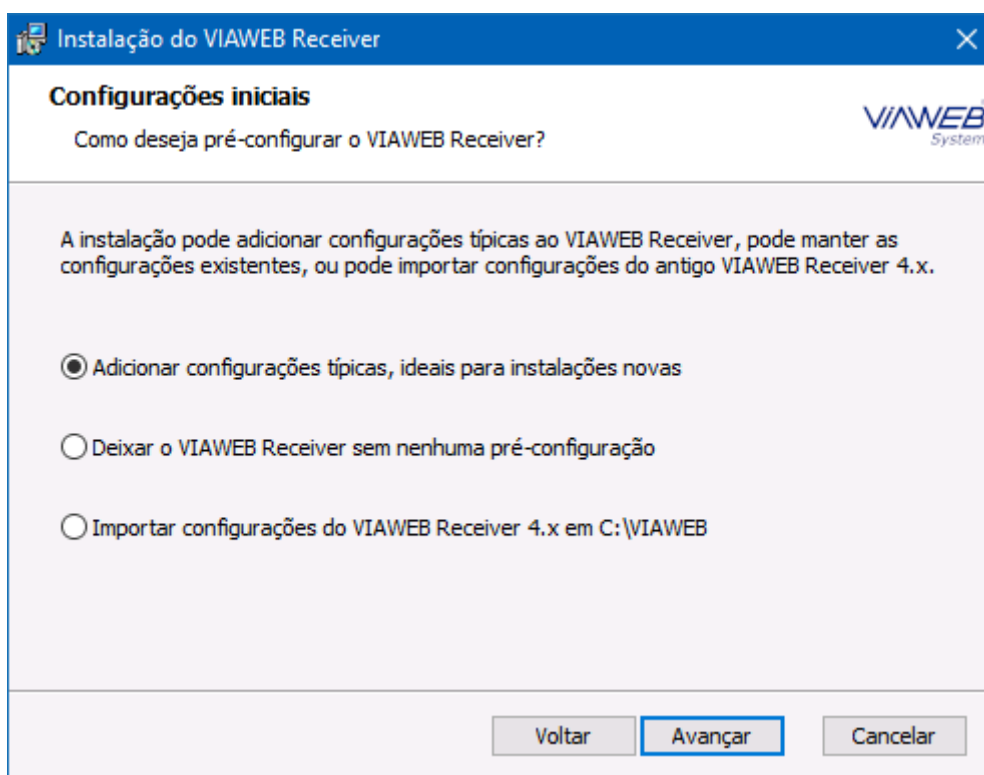 Instalação do VIAWEB Receiver
Configurações iniciais
Como deseja pré-configurar o VIAWEB Receiver?
VIAWEB
System
A instalação pode adicionar configurações típicas ao VIAWEB Receiver, pode manter as
configurações existentes, ou pode importar configurações do antigo VIAWEB Receiver 4.x.
Adicionar configurações típicas, ideais para instalações novas
Deixar o VIAWEB Receiver sem nenhuma pré-configuração
Importar configurações do VIAWEB Receiver 4.x em C:\VIAWEB
Voltar
Avançar
Cancelar